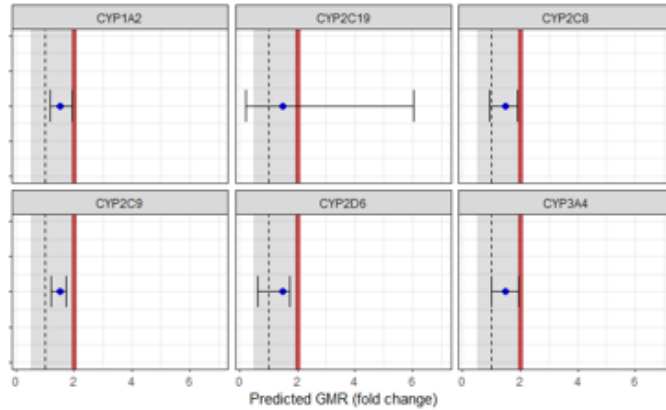 CYP1A2 CYP2C19 CYP2C8
CYP2C9 CYP2D6 CYP3A4
0 2 4 6 0 2 4 6 0 2 4 6
Predicted GMR (fold change)